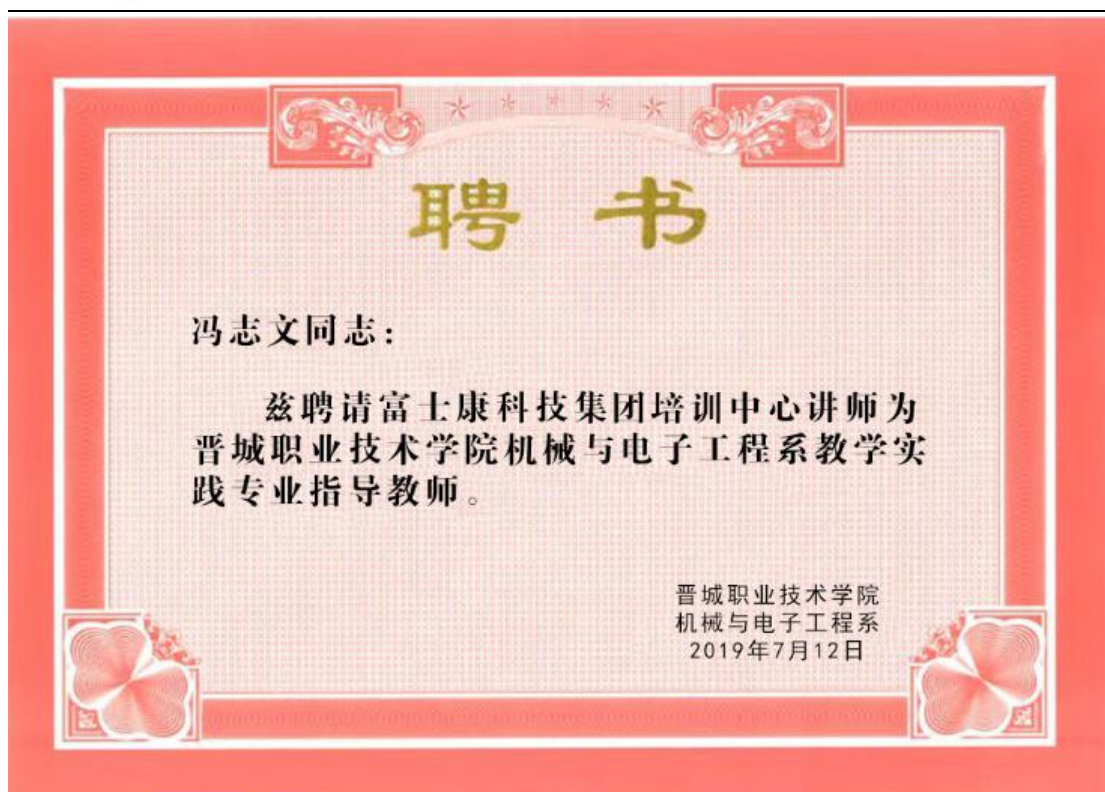 聘 书
冯志文同志：
兹聘请富士康科技集团培训中心讲师为
晋城职业技术学院机械与电子工程系教学实
践专业指导教师。
晋城职业技术学院
机械与电子工程系
2019年7月12日